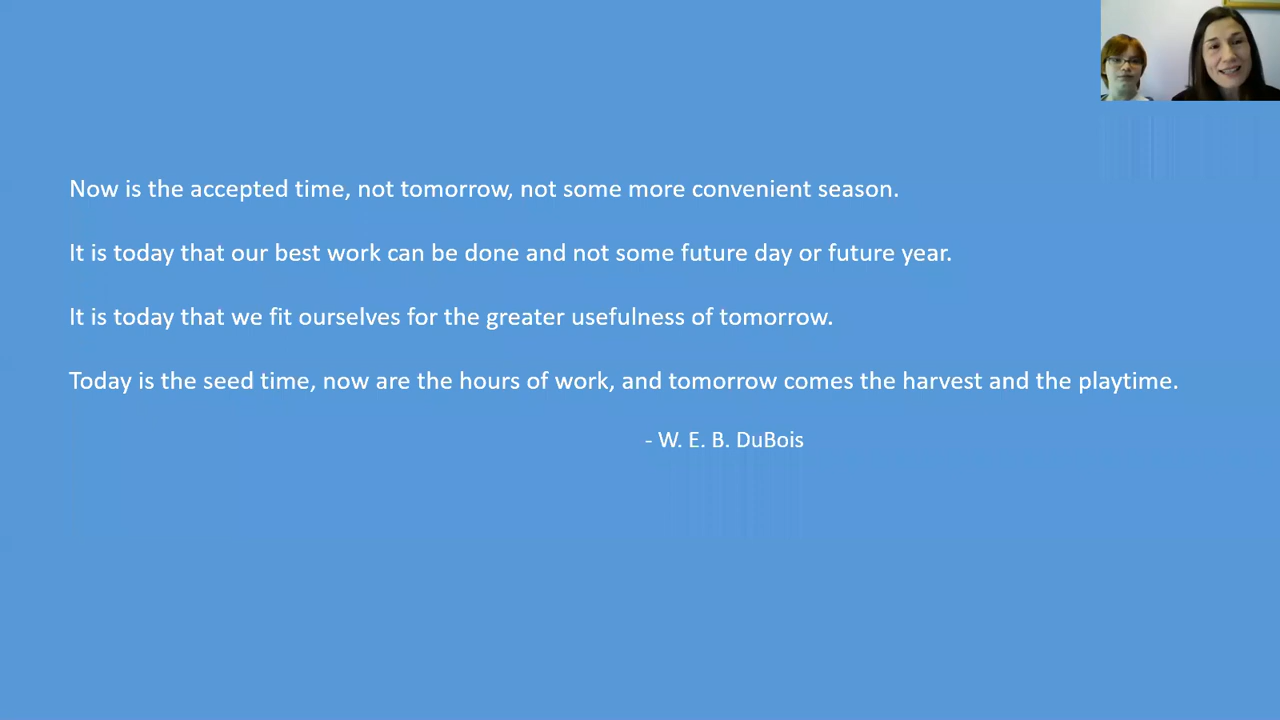 Now is the accepted time, not tomorrow, not some more convenient season.
It is today that our best work can be done and not some future day or future year.
It is today that we fit ourselves for the greater usefulness of tomorrow.
Today is the seed time, now are the hours of work, and tomorrow comes the harvest and the playtime.
- W. E. B. DuBois